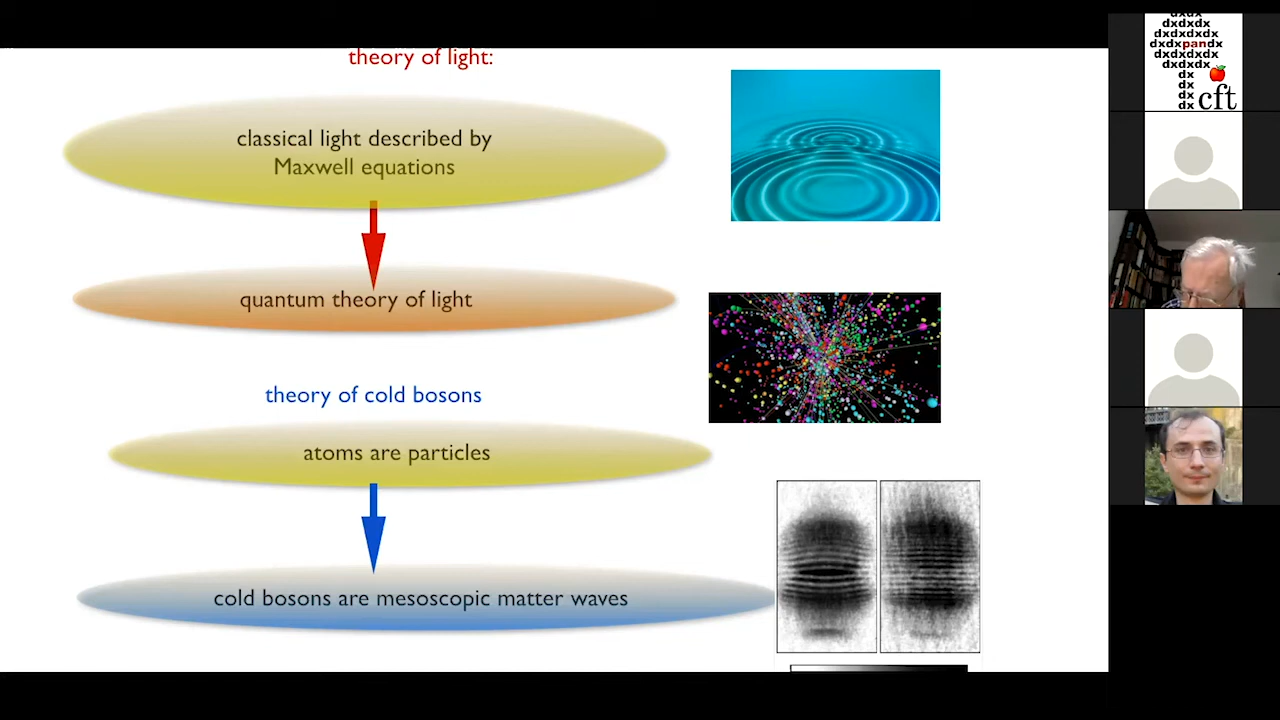 theory of light:
classical light described by
Maxwell equations
quantum theory of light
theory of cold bosons
atoms are particles
cold bosons are mesoscopic matter waves
dxdxdx
dxdxdx
dxdxdxdx
dxdxpandx
dxdxdxdx
dxdxdx
dx
dx
dx
dx cft